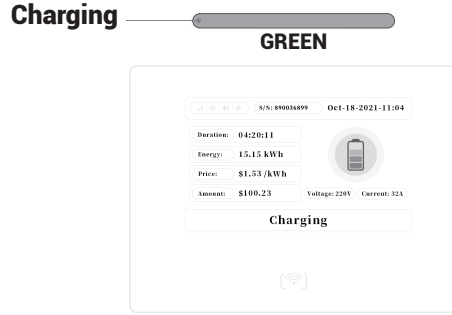 Charging
GREEN
S/N: 890036899 Oct-18-2021-11:04
Duration: 04:20:11
Energy: 15.15 kWh
Price: $1.53 /kWh
Amount: $100.23
Voltage: 220V Current: 32A
Charging